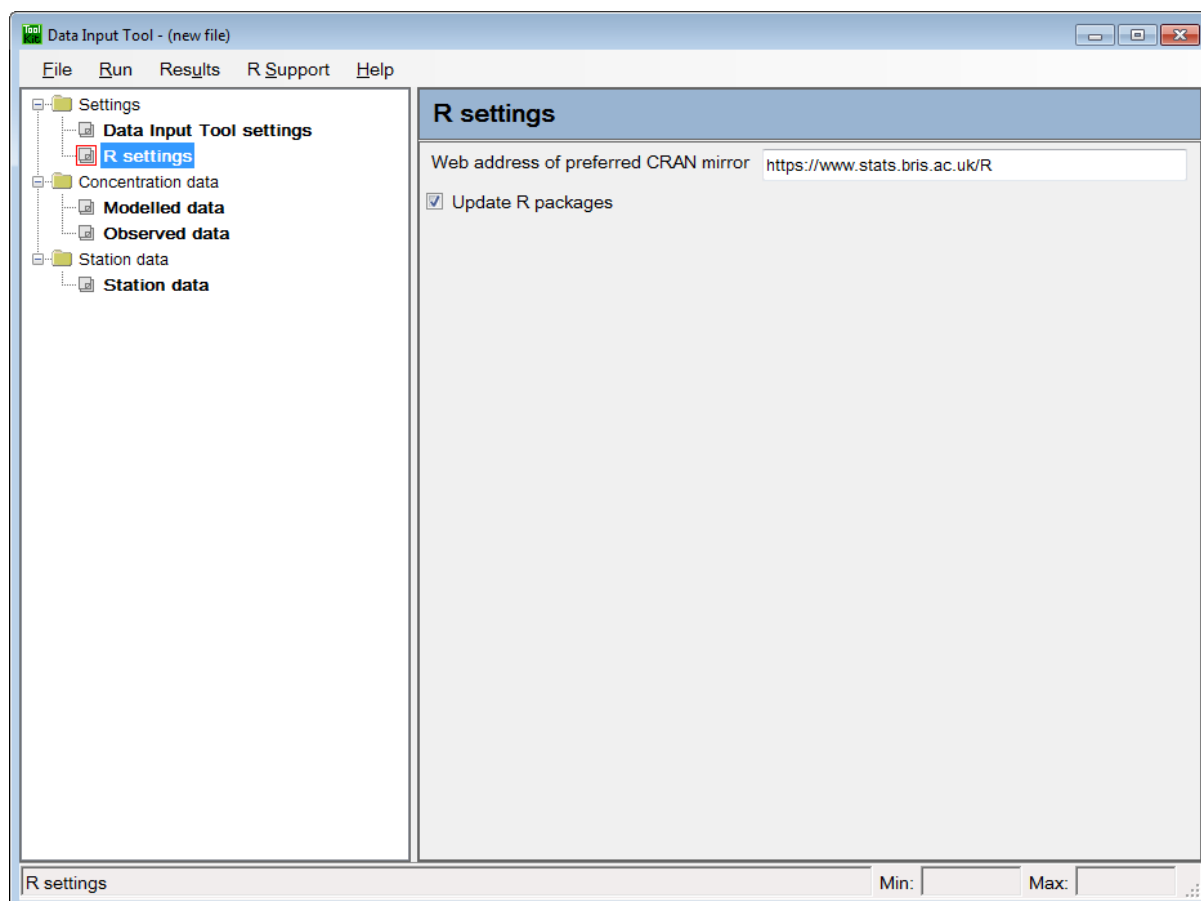 Tool Kit Data Input Tool - (new file)
File Run Results R Support Help
Settings
Data Input Tool settings
R settings
Concentration data
Modelled data
Observed data
Station data
Station data
R settings
Web address of preferred CRAN mirror https://www.stats.bris.ac.uk/R
Update R packages
R settings Min: Max: